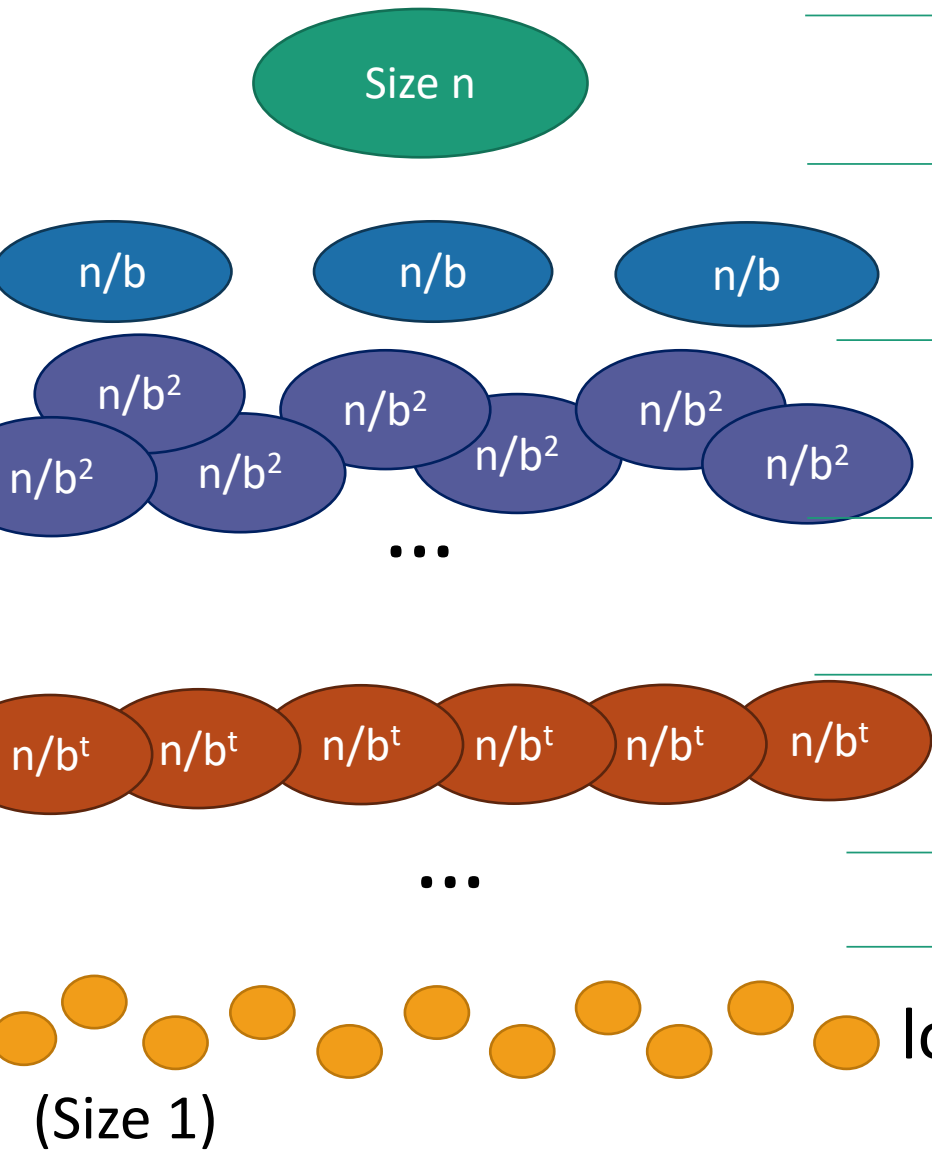 Size n
n/b n/b n/b
n/b² n/b² n/b²
n/b² n/b² n/b² n/b²
...
n/bᵗ n/bᵗ n/bᵗ n/bᵗ n/bᵗ n/bᵗ
...
(Size 1)